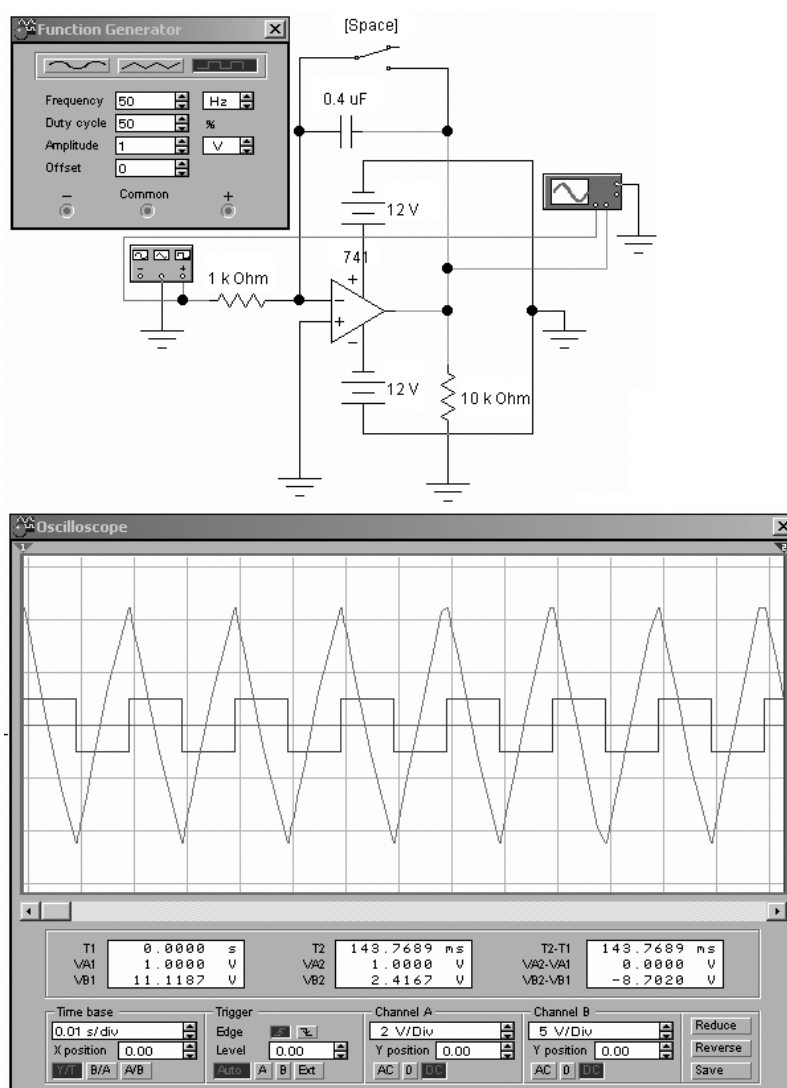 Function Generator
[Space]
Frequency 50 Hz
Duty cycle 50 %
Amplitude 1 V
Offset 0
− Common +
0.4 uF
12 V
741
1 k Ohm
+
−
+
−
12 V
10 k Ohm
Oscilloscope
1 2
T1 0.0000 s T2 143.7689 ms T2-T1 143.7689 ms
VA1 1.0000 V VA2 1.0000 V VA2-VA1 0.0000 V
VB1 11.1187 V VB2 2.4167 V VB2-VB1 -8.7020 V
Time base Trigger Channel A Channel B
0.01 s/div Edge 2 V/Div 5 V/Div Reduce
X position 0.00 Level 0.00 Y position 0.00 Y position 0.00 Reverse
Y/T B/A A/B Auto A B Ext AC 0 DC AC 0 DC Save